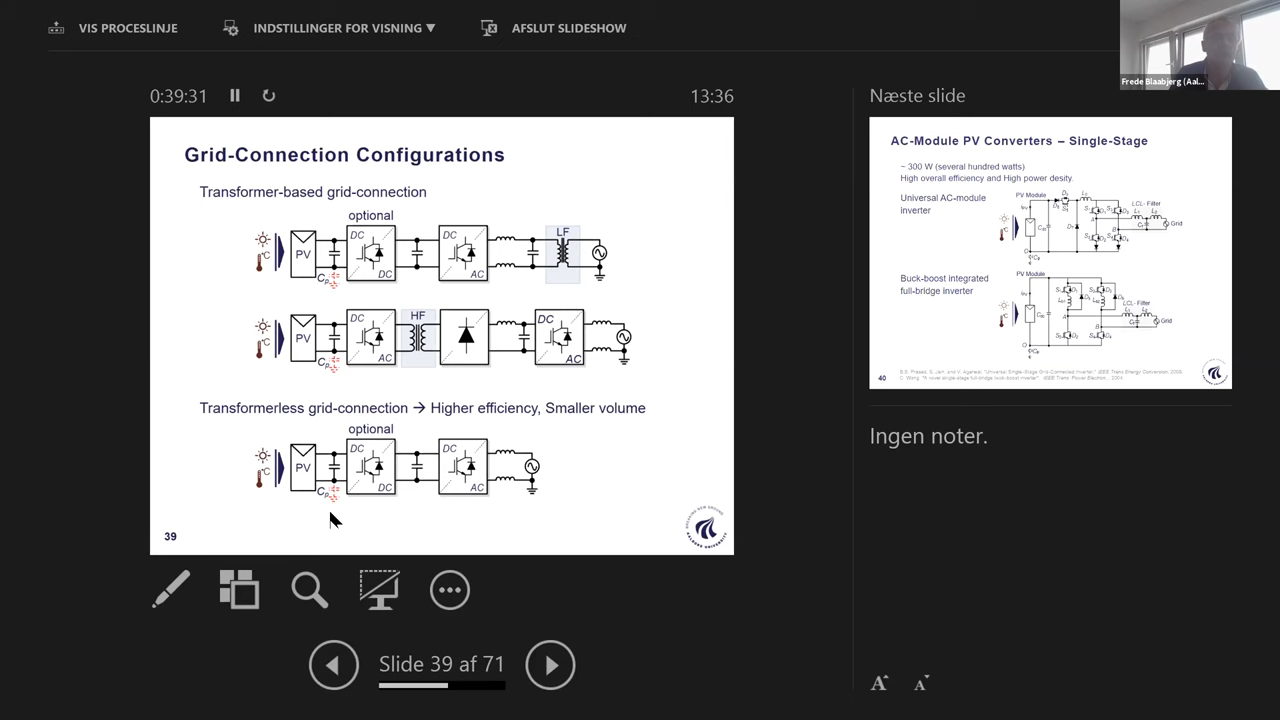 VIS PROCESLINJE
INDSTILLINGER FOR VISNING ▼
AFSLUT SLIDESHOW
Frede Blaabjerg (Aal...
0:39:31
13:36
Grid-Connection Configurations
Transformer-based grid-connection
optional
PV
°C
Cp
DC
DC
DC
AC
LF
PV
°C
Cp
DC
AC
HF
DC
AC
Transformerless grid-connection → Higher efficiency, Smaller volume
optional
PV
°C
Cp
DC
DC
DC
AC
39
Næste slide
AC-Module PV Converters – Single-Stage
~ 300 W (several hundred watts)
High overall efficiency and High power desity.
Universal AC-module
inverter
PV Module
LCL- Filter
Grid
Buck-boost integrated
full-bridge inverter
PV Module
LCL- Filter
Grid
40
Ingen noter.
Slide 39 af 71
A A